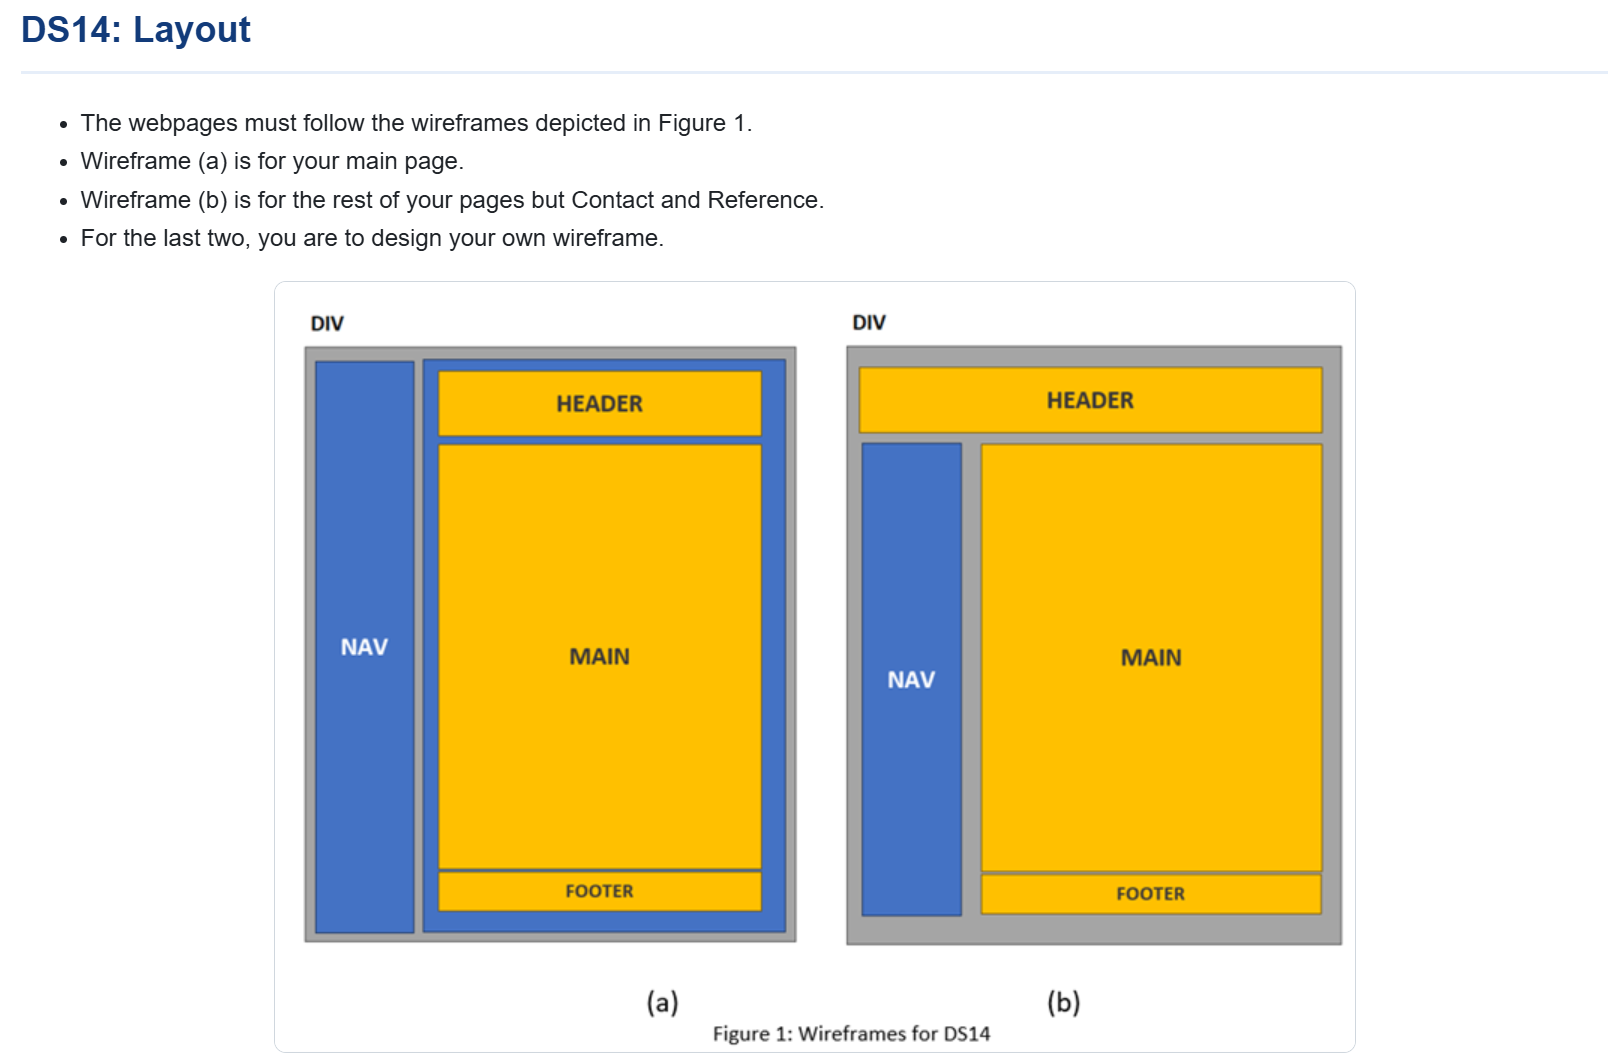 DS14: Layout
The webpages must follow the wireframes depicted in Figure 1.
Wireframe (a) is for your main page.
Wireframe (b) is for the rest of your pages but Contact and Reference.
For the last two, you are to design your own wireframe.
DIV
HEADER
NAV
MAIN
FOOTER
(a)
DIV
HEADER
NAV
MAIN
FOOTER
(b)
Figure 1: Wireframes for DS14